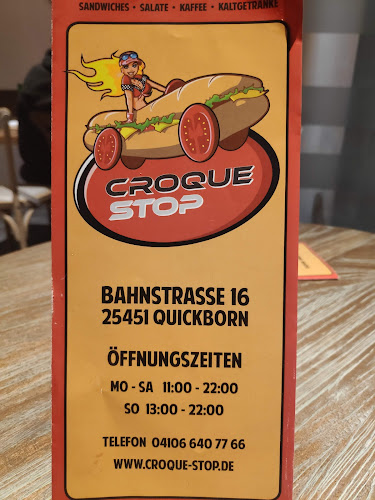 SANDWICHES • SALATE • KAFFEE • KALTGETRÄNKE
CROQUE
STOP
BAHNSTRASSE 16
25451 QUICKBORN
ÖFFNUNGSZEITEN
MO - SA 11:00 - 22:00
SO 13:00 - 22:00
TELEFON 04106 640 77 66
WWW.CROQUE-STOP.DE